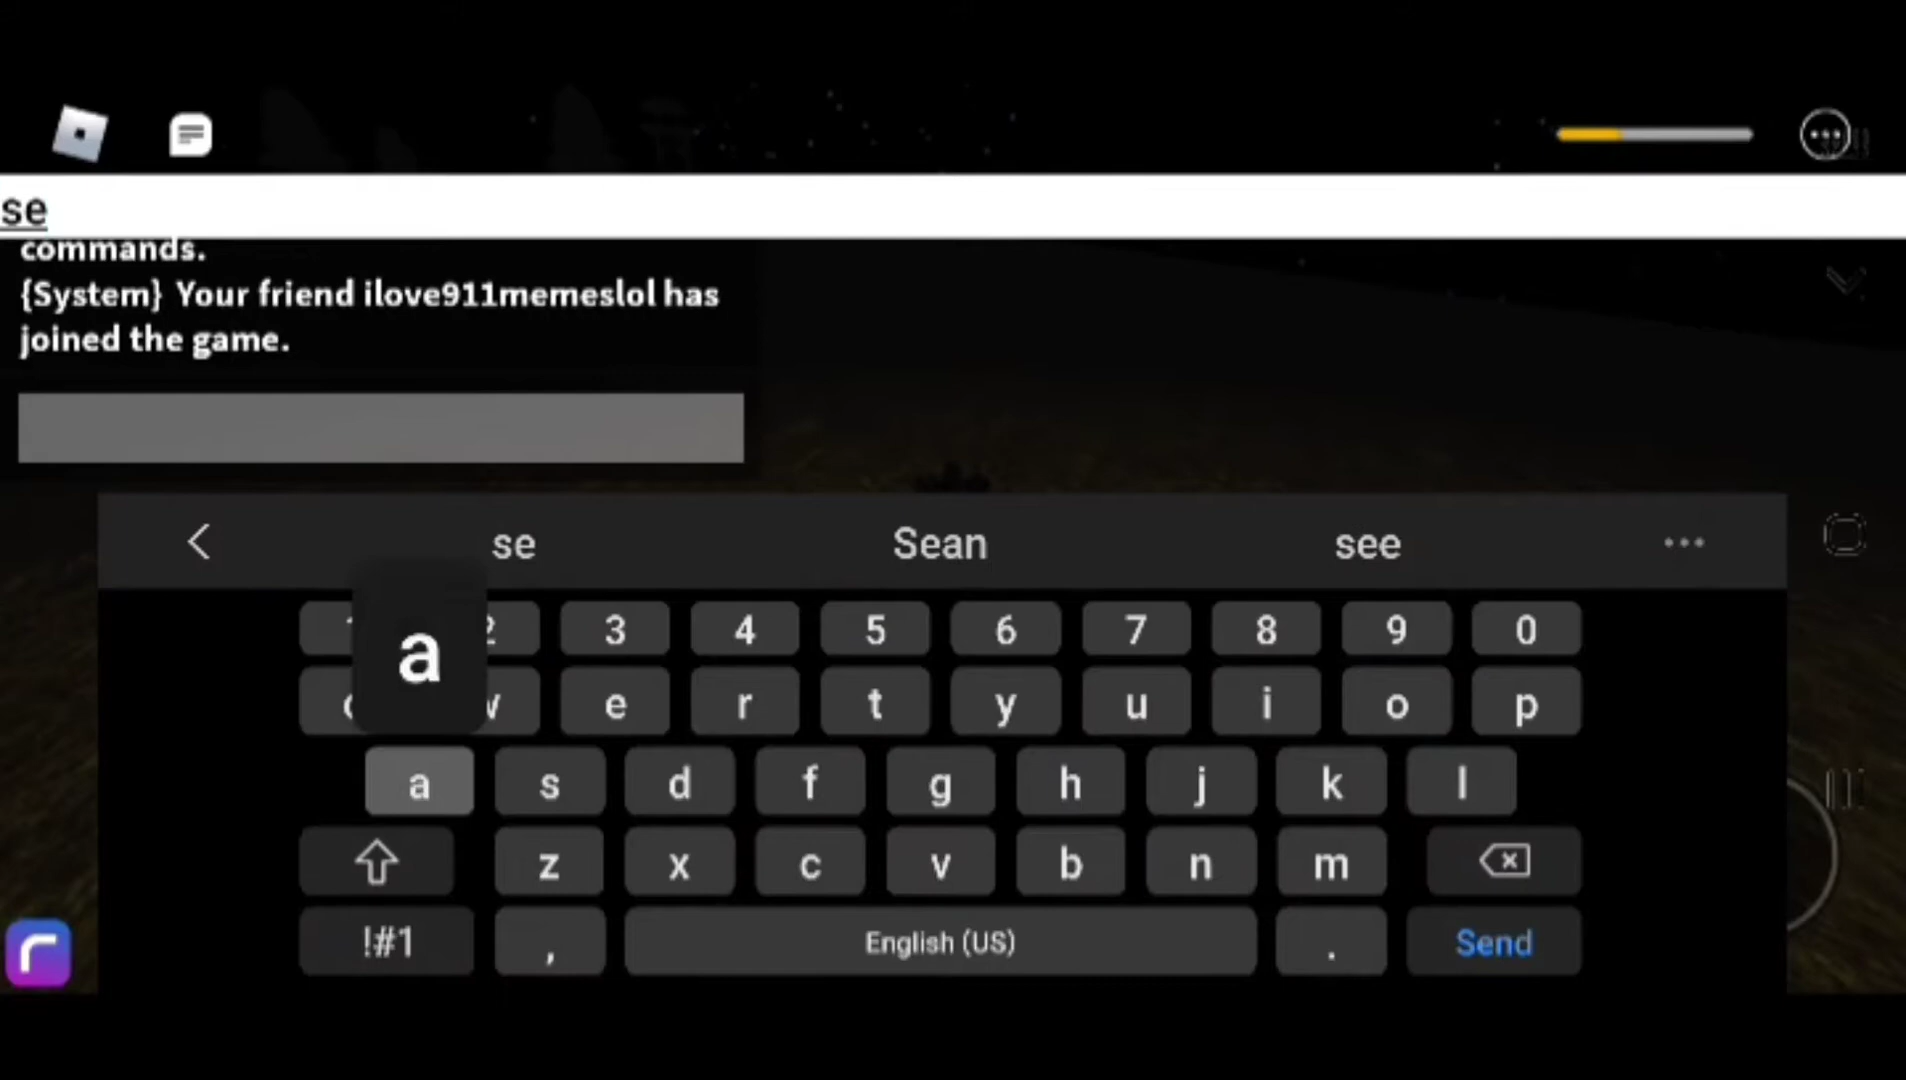 se
commands.
{System} Your friend ilove911memeslol has
joined the game.
se Sean see
a
3 4 5 6 7 8 9 0
e r t y u i o p
a s d f g h j k l
z x c v b n m
!#1 , English (US) . Send